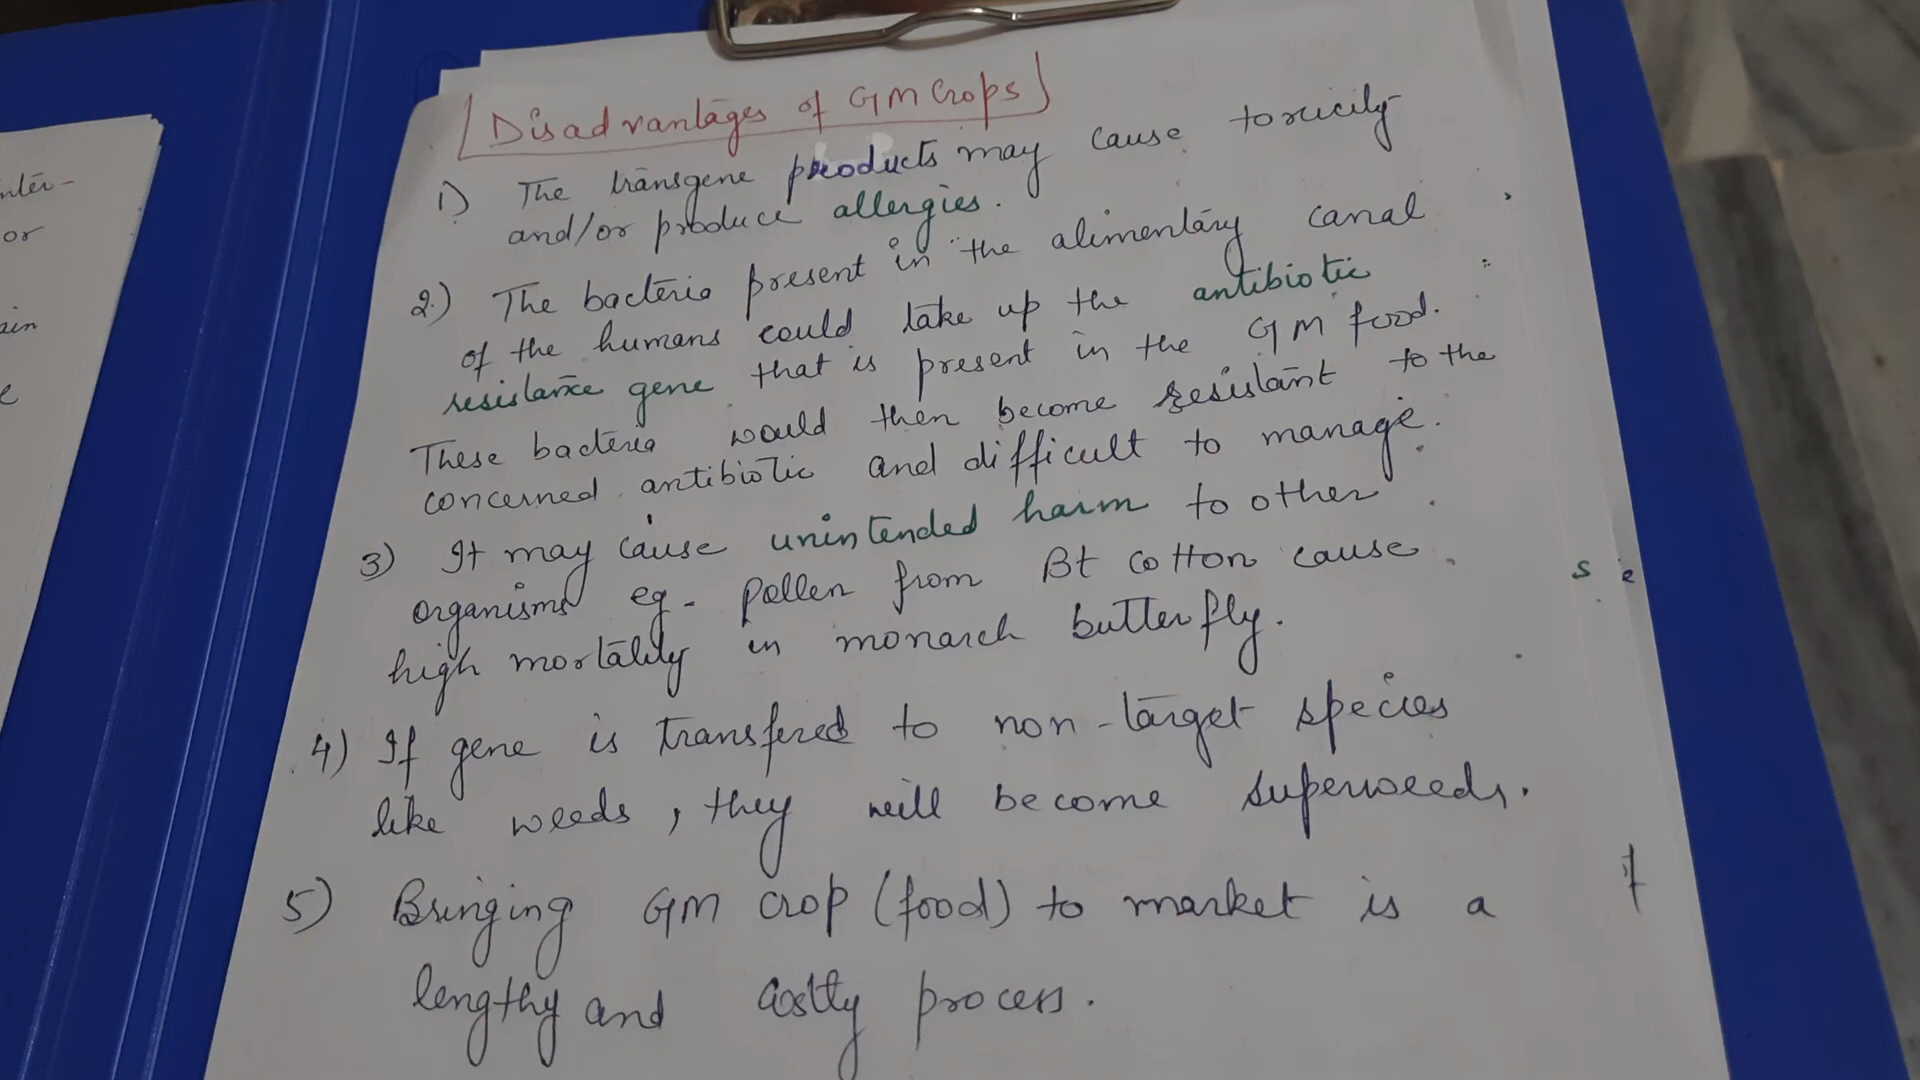 Disadvantages of GM Crops
1) The transgene products may cause toxicity
and/or produce allergies.
2.) The bacteria present in the alimentary canal
of the humans could take up the antibiotic
resistance gene that is present in the GM food.
These bacteria would then become resistant to the
concerned antibiotic and difficult to manage.
3) It may cause unintended harm to other
organisms eg - Pollen from Bt cotton cause
high mortality in monarch butterfly.
4) If gene is transfered to non-target species
like weeds, they will become superweeds.
5) Bringing GM crop (food) to market is a
lengthy and costly process.
or